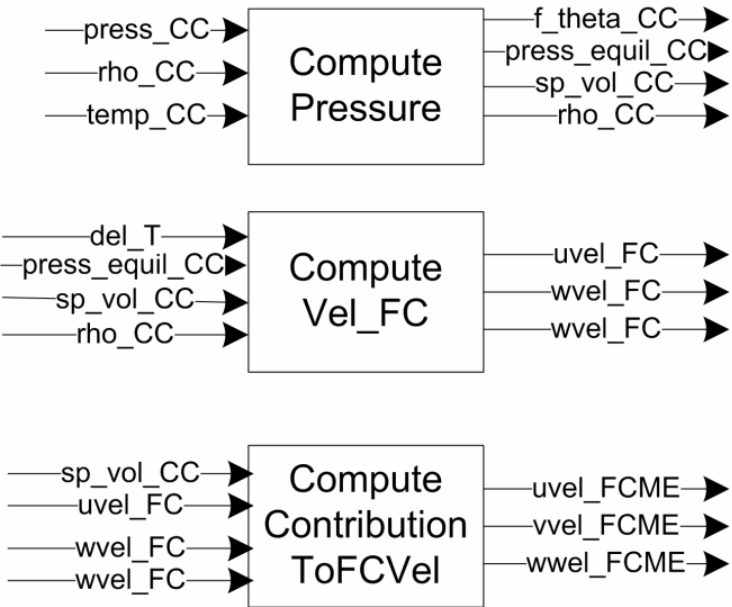 press_CC
rho_CC
temp_CC
Compute
Pressure
f_theta_CC
press_equil_CC
sp_vol_CC
rho_CC
del_T
press_equil_CC
sp_vol_CC
rho_CC
Compute
Vel_FC
uvel_FC
wvel_FC
wvel_FC
sp_vol_CC
uvel_FC
wvel_FC
wvel_FC
Compute
Contribution
ToFCVel
uvel_FCME
vvel_FCME
wwel_FCME